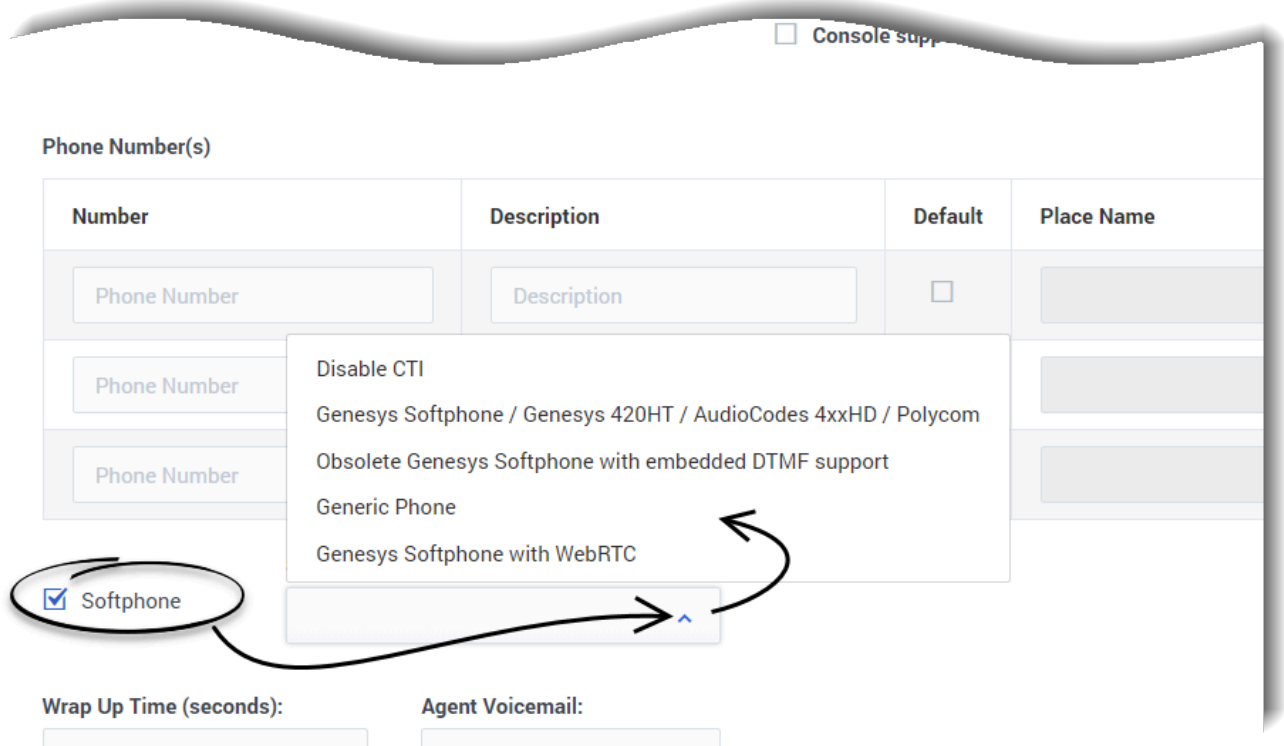 Console
Phone Number(s)
Number Description Default Place Name
Phone Number Description
Phone Number
Phone Number
Disable CTI
Genesys Softphone / Genesys 420HT / AudioCodes 4xxHD / Polycom
Obsolete Genesys Softphone with embedded DTMF support
Generic Phone
Genesys Softphone with WebRTC
Softphone
Wrap Up Time (seconds): Agent Voicemail: